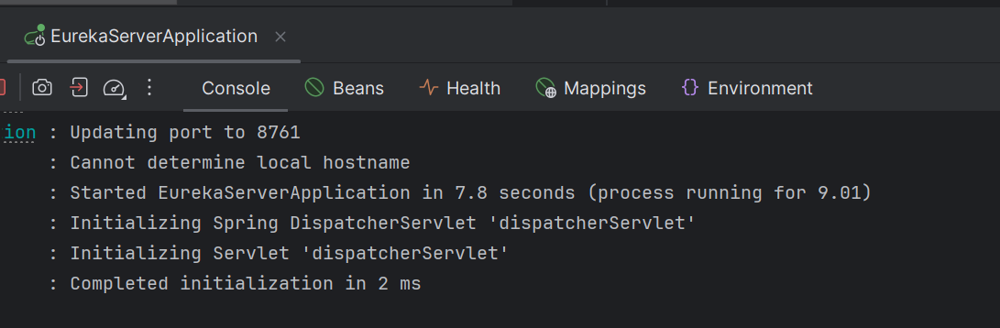 EurekaServerApplication
Console Beans Health Mappings Environment
ion : Updating port to 8761
: Cannot determine local hostname
: Started EurekaServerApplication in 7.8 seconds (process running for 9.01)
: Initializing Spring DispatcherServlet 'dispatcherServlet'
: Initializing Servlet 'dispatcherServlet'
: Completed initialization in 2 ms